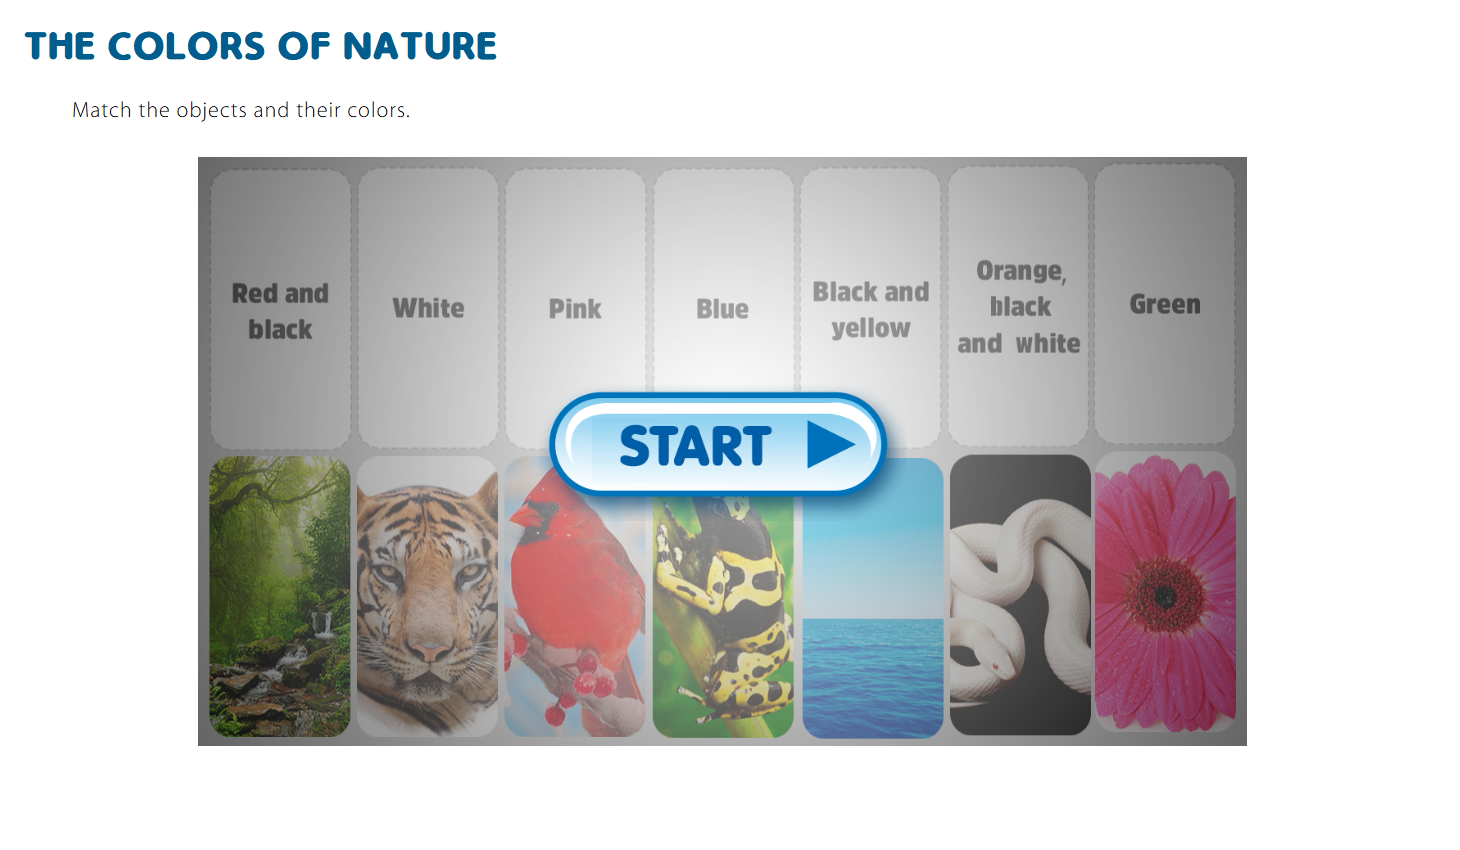 THE COLORS OF NATURE
Match the objects and their colors.
Red and
black
White
Pink
Blue
Black and
yellow
Orange,
black
and white
Green
START